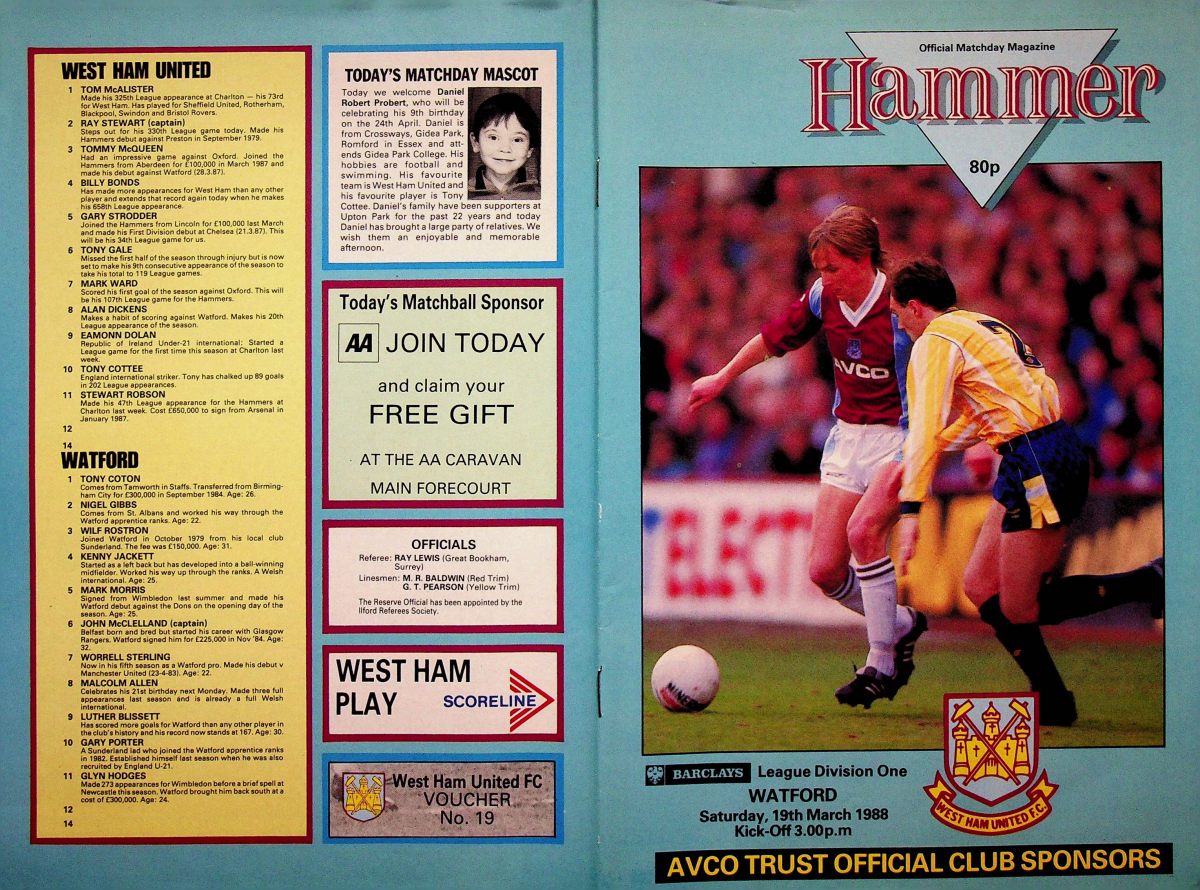 WEST HAM UNITED
1 TOM McALISTER
Made his 325th League appearance at Charlton — his 73rd
for West Ham. Has played for Sheffield United, Rotherham,
Blackpool, Swindon and Bristol Rovers.
2 RAY STEWART (captain)
Steps out for his 330th League game today. Made his
Hammers debut against Preston in September 1979.
3 TOMMY McQUEEN
Had an impressive game against Oxford. Joined the
Hammers from Aberdeen for £100,000 in March 1987 and
made his debut against Watford (28.3.87).
4 BILLY BONDS
Has made more appearances for West Ham than any other
player and extends that record again today when he makes
his 658th League appearance.
5 GARY STRODDER
Joined the Hammers from Lincoln for £100,000 last March
and made his First Division debut at Chelsea (21.3.87). This
will be his 34th League game for us.
6 TONY GALE
Missed the first half of the season through injury but is now
set to make his 9th consecutive appearance of the season to
take his total to 119 League games.
7 MARK WARD
Scored his first goal of the season against Oxford. This will
be his 107th League game for the Hammers.
8 ALAN DICKENS
Makes a habit of scoring against Watford. Makes his 20th
League appearance of the season.
9 EAMONN DOLAN
Republic of Ireland Under-21 international: Started a
League game for the first time this season at Charlton last
week.
10 TONY COTTEE
England international striker. Tony has chalked up 89 goals
in 202 League appearances.
11 STEWART ROBSON
Made his 47th League appearance for the Hammers at
Charlton last week. Cost £650,000 to sign from Arsenal in
January 1987.
12
14
WATFORD
1 TONY COTON
Comes from Tamworth in Staffs. Transferred from Birming-
ham City for £300,000 in September 1984. Age: 26.
2 NIGEL GIBBS
Comes from St. Albans and worked his way through the
Watford apprentice ranks. Age: 22.
3 WILF ROSTRON
Joined Watford in October 1979 from his local club
Sunderland. The fee was £150,000. Age: 31.
4 KENNY JACKETT
Started as a left back but has developed into a ball-winning
midfielder. Worked his way up through the ranks. A Welsh
international. Age: 25.
5 MARK MORRIS
Signed from Wimbledon last summer and made his
Watford debut against the Dons on the opening day of the
season. Age: 25.
6 JOHN McCLELLAND (captain)
Belfast born and bred but started his career with Glasgow
Rangers. Watford signed him for £225,000 in Nov '84. Age:
32.
7 WORRELL STERLING
Now in his fifth season as a Watford pro. Made his debut v
Manchester United (23-4-83). Age: 22.
8 MALCOLM ALLEN
Celebrates his 21st birthday next Monday. Made three full
appearances last season and is already a full Welsh
international.
9 LUTHER BLISSETT
Has scored more goals for Watford than any other player in
the club's history and his record now stands at 167. Age: 30.
10 GARY PORTER
A Sunderland lad who joined the Watford apprentice ranks
in 1982. Established himself last season when he was also
recruited by England U-21.
11 GLYN HODGES
Made 273 appearances for Wimbledon before a brief spell at
Newcastle this season. Watford brought him back south at a
cost of £300,000. Age: 24.
12
14
TODAY'S MATCHDAY MASCOT
Today we welcome Daniel
Robert Probert, who will be
celebrating his 9th birthday
on the 24th April. Daniel is
from Crossways, Gidea Park,
Romford in Essex and att-
ends Gidea Park College. His
hobbies are football and
swimming. His favourite
team is West Ham United and
his favourite player is Tony
Cottee. Daniel's family have been supporters at
Upton Park for the past 22 years and today
Daniel has brought a large party of relatives. We
wish them an enjoyable and memorable
afternoon.
Today's Matchball Sponsor
AA JOIN TODAY
and claim your
FREE GIFT
AT THE AA CARAVAN
MAIN FORECOURT
OFFICIALS
Referee: RAY LEWIS (Great Bookham,
Surrey)
Linesmen: M. R. BALDWIN (Red Trim)
G. T. PEARSON (Yellow Trim)
The Reserve Official has been appointed by the
Ilford Referees Society.
WEST HAM
PLAY
SCORELINE
West Ham United FC
VOUCHER
No. 19
Official Matchday Magazine
Hammer
80p
AVCO
2
ELECT
BARCLAYS League Division One
WATFORD
Saturday, 19th March 1988
Kick-Off 3.00p.m
WEST HAM UNITED F.C.
AVCO TRUST OFFICIAL CLUB SPONSORS